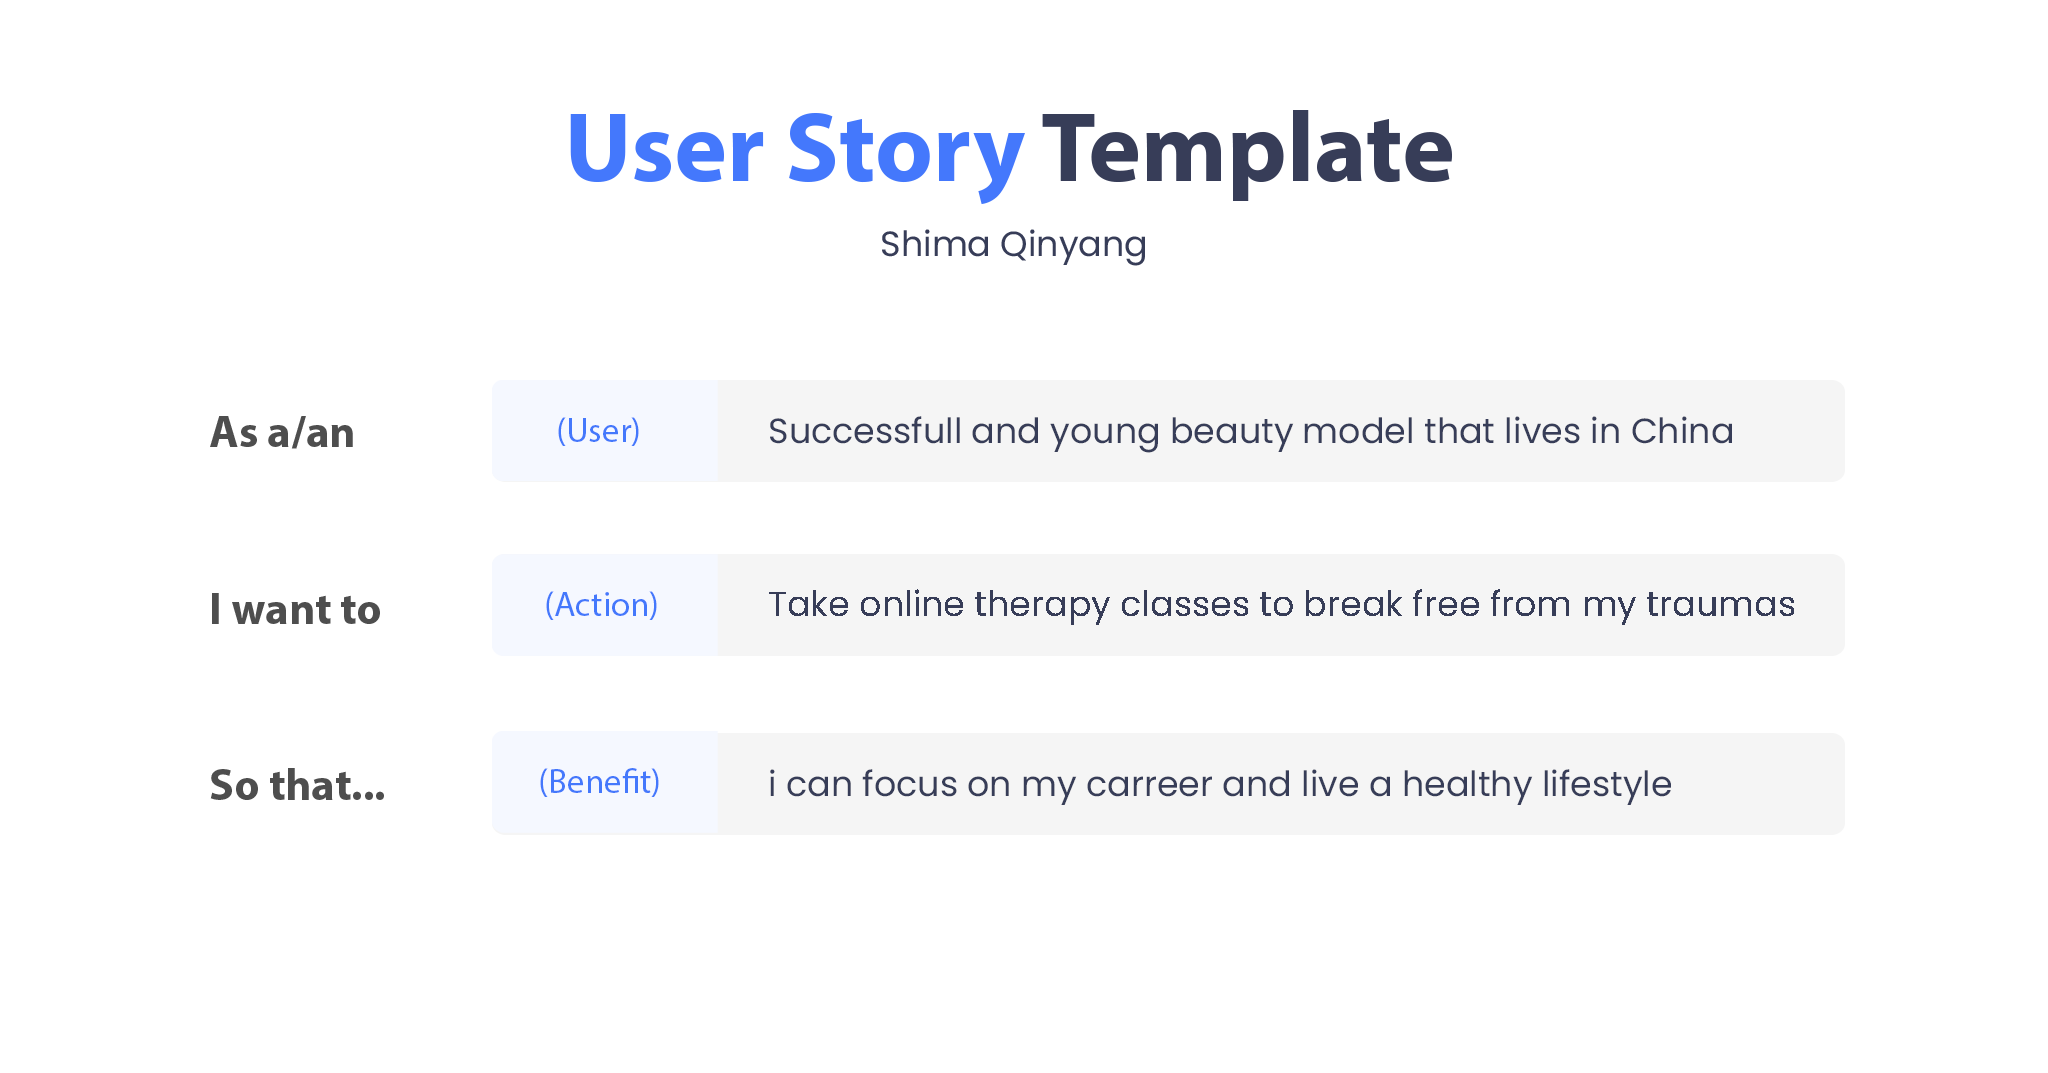 User Story Template
Shima Qinyang
As a/an (User) Successfull and young beauty model that lives in China
I want to (Action) Take online therapy classes to break free from my traumas
So that... (Benefit) i can focus on my carreer and live a healthy lifestyle